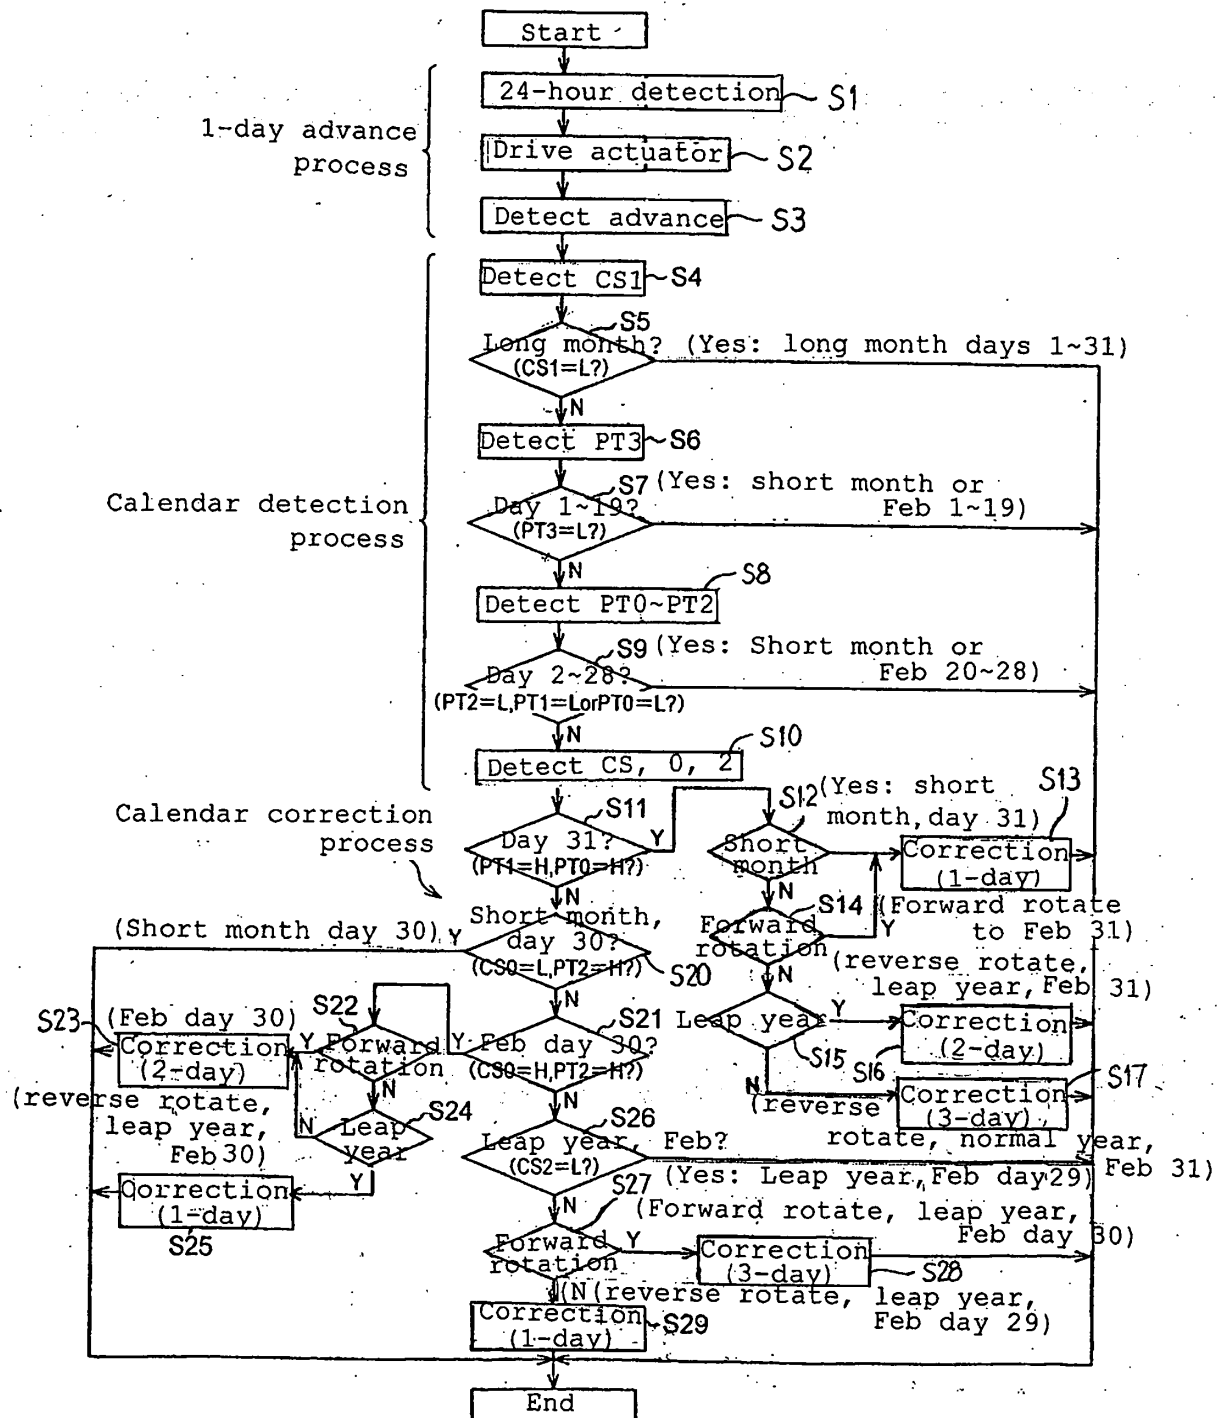 Start
24-hour detection
S1
1-day advance
process
Drive actuator
S2
Detect advance
S3
Detect CS1
S4
S5
Long month?
(Yes: long month days 1~31)
(CS1=L?)
N
Detect PT3
S6
Calendar detection
process
S7
(Yes: short month or
Feb 1~19)
Day 1~19?
(PT3=L?)
N
S8
Detect PT0~PT2
S9
(Yes: Short month or
Feb 20~28)
Day 2~28?
(PT2=L,PT1=LorPT0=L?)
N
S10
Detect CS, 0, 2
Calendar correction
process
S11
Day 31?
Y
(PT1=H,PT0=H?)
N
S12
(Yes: short
month, day 31)
S13
Short
month
Correction
(1-day)
N
S14
(Forward rotate
to Feb 31)
Forward
rotation
Y
N
(reverse rotate,
leap year, Feb 31)
(Short month day 30)
Y
Short month,
day 30?
(CS0=L,PT2=H?)
S20
N
Leap year
Y
S15
S16
Correction
(2-day)
N
(reverse
rotate, normal year,
Feb 31)
S17
Correction
(3-day)
S21
Feb day 30?
Y
(CS0=H,PT2=H?)
N
S22
S23
(Feb day 30)
Correction
(2-day)
Y
Forward
rotation
N
(reverse rotate,
leap year,
Feb 30)
N
S24
Leap
year
Y
Correction
(1-day)
S25
S26
Leap year, Feb?
(CS2=L?)
(Yes: Leap year, Feb day 29)
N
S27
(Forward rotate, leap year,
Feb day 30)
Forward
rotation
Y
Correction
(3-day)
S28
(N(reverse rotate, leap year,
Feb day 29)
Correction
(1-day)
S29
End